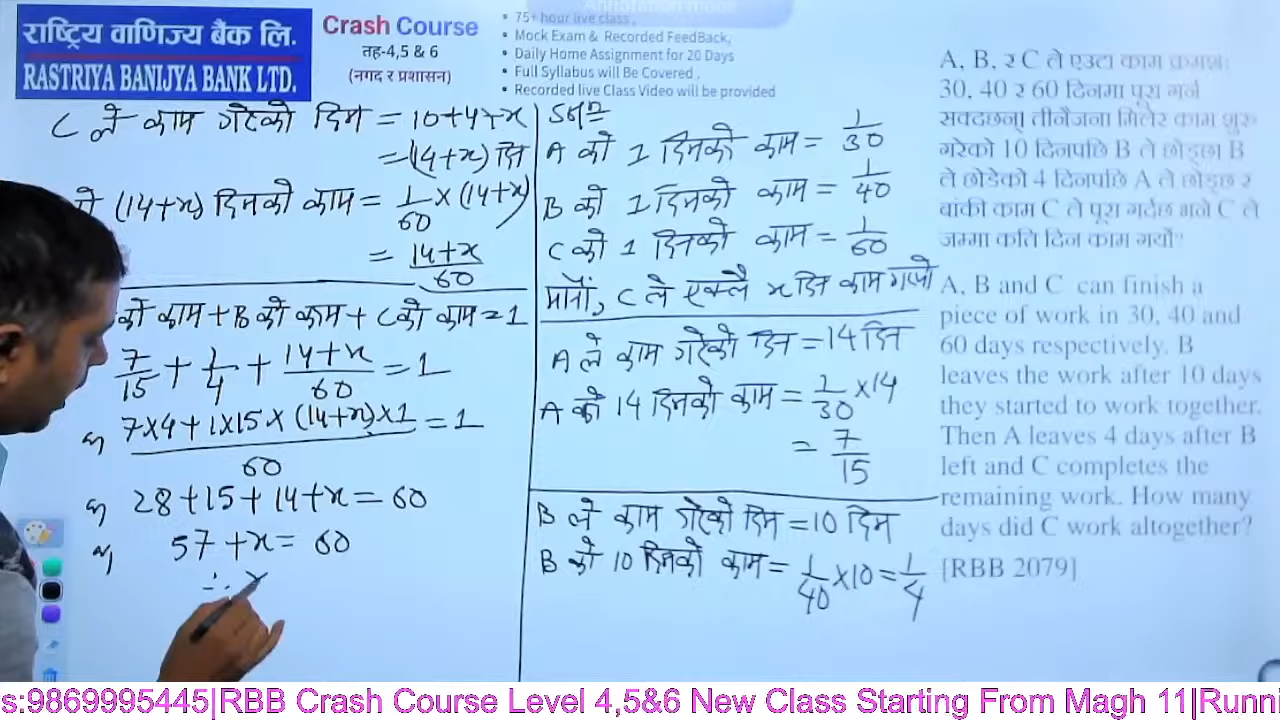 Annotation mode
राष्ट्रिय वाणिज्य बैंक लि.
RASTRIYA BANIJYA BANK LTD.
Crash Course
तह-4,5 & 6
(नगद र प्रशासन)
• 75+ hour live class ,
• Mock Exam & Recorded FeedBack,
• Daily Home Assignment for 20 Days
• Full Syllabus will Be Covered ,
• Recorded live Class Video will be provided
C ले काम गरेको दिन = 10+4+x
= (14+x) दिन
(14+x) दिनको काम = 1/60 × (14+x)
= 14+x/60
को काम + B को काम + C को काम = 1
7/15 + 1/4 + 14+x/60 = 1
7×4+1×15×(14+x)×1/60 = 1
28+15+14+x = 60
57+x = 60
∴ x
A को 1 दिनको काम = 1/30
B को 1 दिनको काम = 1/40
C को 1 दिनको काम = 1/60
मानौं, C ले एक्लै x दिन काम गर्यो
A ले काम गरेको दिन = 14 दिन
A को 14 दिनको काम = 1/30 ×14
= 7/15
B ले काम गरेको दिन = 10 दिन
B को 10 दिनको काम = 1/40 ×10 = 1/4
A, B, र C ले एउटा काम क्रमशः
30, 40 र 60 दिनमा पूरा गर्न
सक्दछन्। तीनैजना मिलेर काम शुरु
गरेको 10 दिनपछि B ले छोड्छ। B
ले छोडेको 4 दिनपछि A ले छोड्छ र
बांकी काम C ले पूरा गर्दछ भने C ले
जम्मा कति दिन काम गर्यो?
A, B and C can finish a
piece of work in 30, 40 and
60 days respectively. B
leaves the work after 10 days
they started to work together.
Then A leaves 4 days after B
left and C completes the
remaining work. How many
days did C work altogether?
[RBB 2079]
s:9869995445|RBB Crash Course Level 4,5&6 New Class Starting From Magh 11|Runni